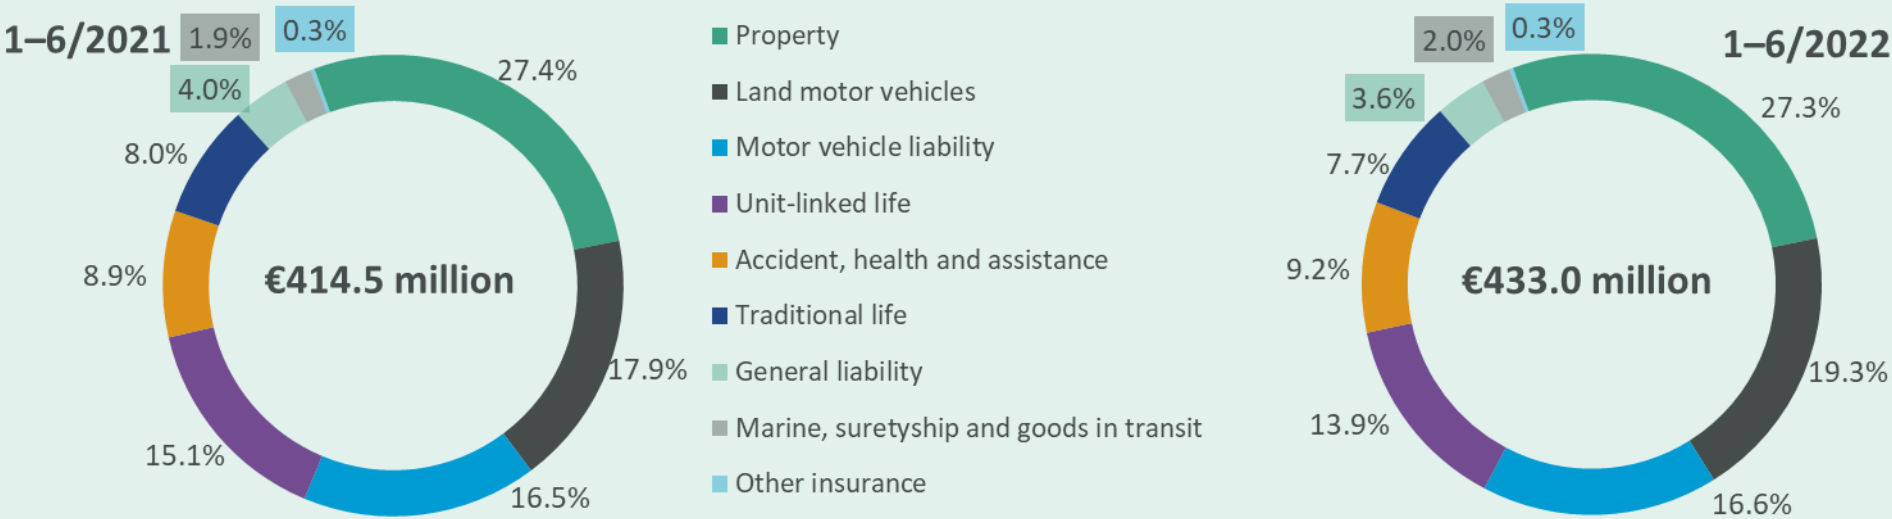 1–6/2021
1.9%
0.3%
4.0%
27.4%
8.0%
8.9%
€414.5 million
17.9%
15.1%
16.5%
Property
Land motor vehicles
Motor vehicle liability
Unit-linked life
Accident, health and assistance
Traditional life
General liability
Marine, suretyship and goods in transit
Other insurance
2.0%
0.3%
1–6/2022
3.6%
27.3%
7.7%
9.2%
€433.0 million
19.3%
13.9%
16.6%